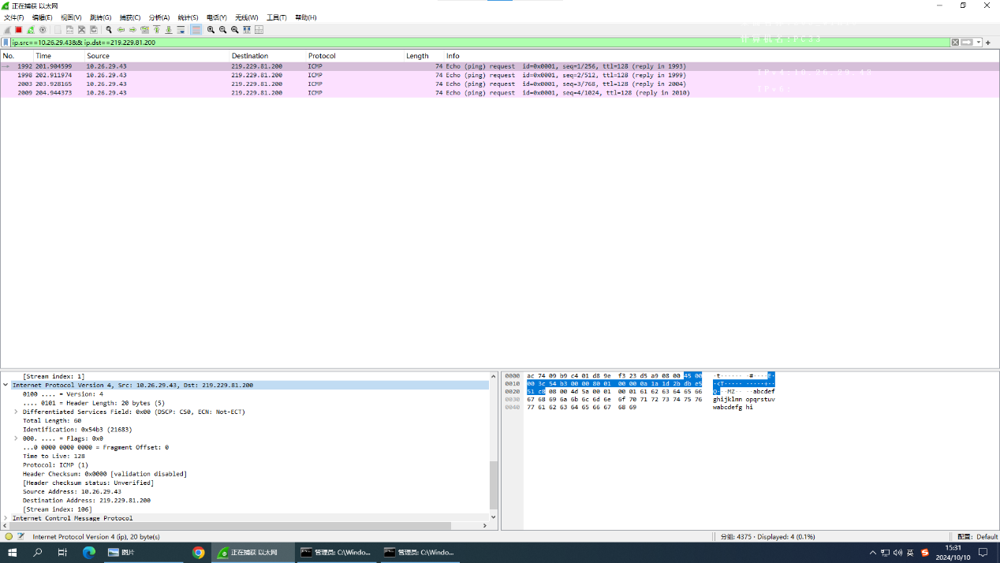 正在捕获 以太网
文件(F) 编辑(E) 视图(V) 跳转(G) 捕获(C) 分析(A) 统计(S) 电话(Y) 无线(W) 工具(T) 帮助(H)
计算机名:PC23
ip.src==10.26.29.43&& ip.dst==219.229.81.200
No. Time Source Destination Protocol Length Info
1992 201.904599 10.26.29.43 219.229.81.200 ICMP 74 Echo (ping) request id=0x0001, seq=1/256, ttl=128 (reply in 1993)
1998 202.911974 10.26.29.43 219.229.81.200 ICMP 74 Echo (ping) request id=0x0001, seq=2/512, ttl=128 (reply in 1999)
2003 203.928165 10.26.29.43 219.229.81.200 ICMP 74 Echo (ping) request id=0x0001, seq=3/768, ttl=128 (reply in 2004)
2009 204.944373 10.26.29.43 219.229.81.200 ICMP 74 Echo (ping) request id=0x0001, seq=4/1024, ttl=128 (reply in 2010)
[Stream index: 1]
Internet Protocol Version 4, Src: 10.26.29.43, Dst: 219.229.81.200
0100 .... = Version: 4
.... 0101 = Header Length: 20 bytes (5)
Differentiated Services Field: 0x00 (DSCP: CS0, ECN: Not-ECT)
Total Length: 60
Identification: 0x54b3 (21683)
000. .... = Flags: 0x0
...0 0000 0000 0000 = Fragment Offset: 0
Time to Live: 128
Protocol: ICMP (1)
Header Checksum: 0x0000 [validation disabled]
[Header checksum status: Unverified]
Source Address: 10.26.29.43
Destination Address: 219.229.81.200
[Stream index: 106]
Internet Control Message Protocol
0000 ac 74 09 b9 c4 01 d8 9e f3 23 d5 a9 08 00 45 00 ·t······ ·#····E·
0010 00 3c 54 b3 00 00 80 01 00 00 0a 1a 1d 2b db e5 ·<T····· ·····+··
0020 51 c8 08 00 4d 5a 00 01 00 01 61 62 63 64 65 66 Q···MZ·· ··abcdef
0030 67 68 69 6a 6b 6c 6d 6e 6f 70 71 72 73 74 75 76 ghijklmn opqrstuv
0040 77 61 62 63 64 65 66 67 68 69 wabcdefg hi
Internet Protocol Version 4 (ip), 20 byte(s)
分组: 4375 · Displayed: 4 (0.1%)
配置: Default
图片
正在捕获 以太网
管理员: C:\Windo...
管理员: C:\Windo...
英
15:31
2024/10/10